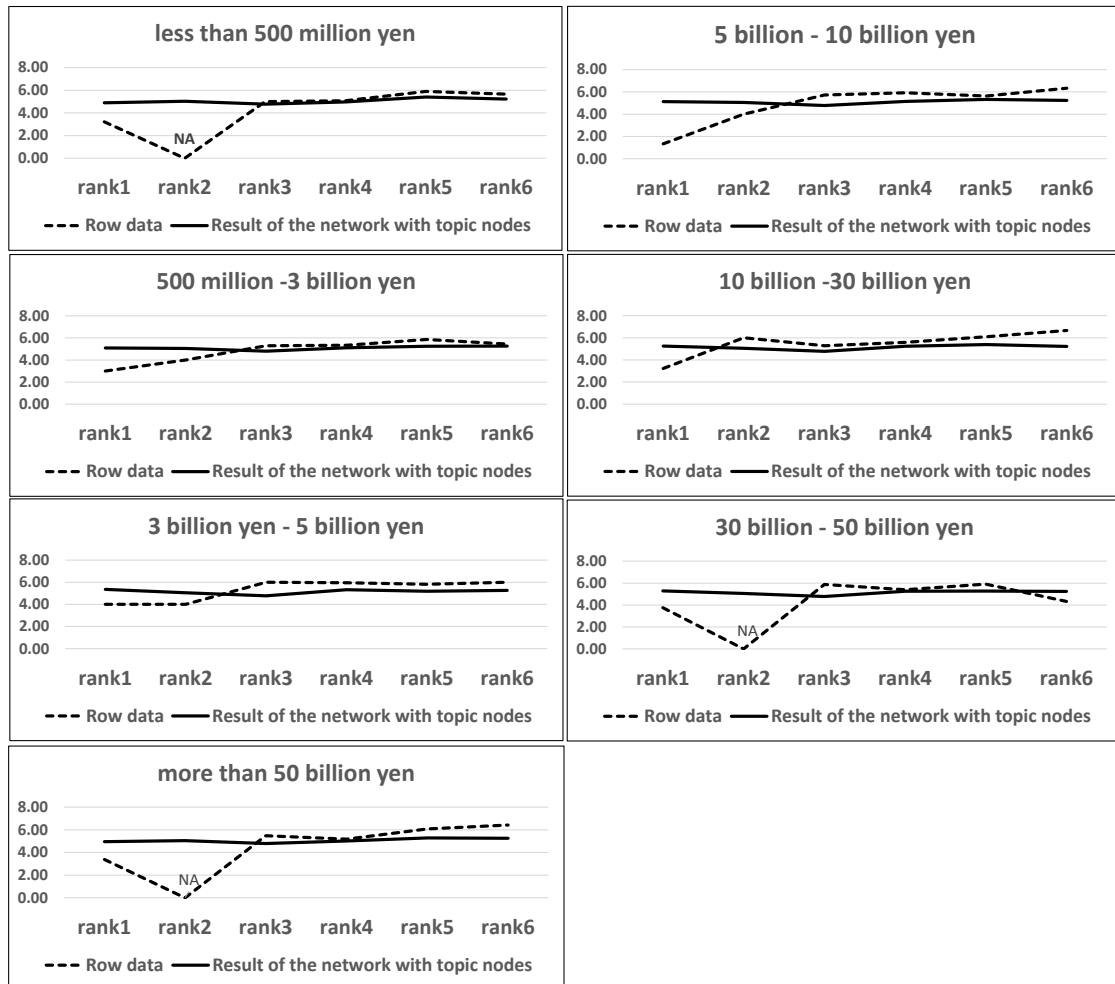 less than 500 million yen
8.00
6.00
4.00
2.00
0.00
NA
rank1 rank2 rank3 rank4 rank5 rank6
Row data Result of the network with topic nodes
5 billion - 10 billion yen
8.00
6.00
4.00
2.00
0.00
rank1 rank2 rank3 rank4 rank5 rank6
Row data Result of the network with topic nodes
500 million -3 billion yen
8.00
6.00
4.00
2.00
0.00
rank1 rank2 rank3 rank4 rank5 rank6
Row data Result of the network with topic nodes
10 billion -30 billion yen
8.00
6.00
4.00
2.00
0.00
rank1 rank2 rank3 rank4 rank5 rank6
Row data Result of the network with topic nodes
3 billion yen - 5 billion yen
8.00
6.00
4.00
2.00
0.00
rank1 rank2 rank3 rank4 rank5 rank6
Row data Result of the network with topic nodes
30 billion - 50 billion yen
8.00
6.00
4.00
2.00
0.00
NA
rank1 rank2 rank3 rank4 rank5 rank6
Row data Result of the network with topic nodes
more than 50 billion yen
8.00
6.00
4.00
2.00
0.00
NA
rank1 rank2 rank3 rank4 rank5 rank6
Row data Result of the network with topic nodes